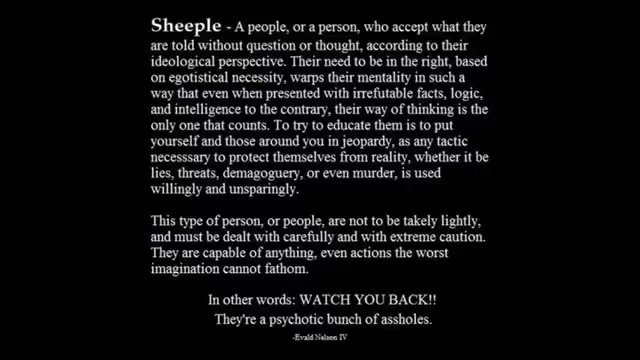 Sheeple - A people, or a person, who accept what they
are told without question or thought, according to their
ideological perspective. Their need to be in the right, based
on egotistical necessity, warps their mentality in such a
way that even when presented with irrefutable facts, logic,
and intelligence to the contrary, their way of thinking is the
only one that counts. To try to educate them is to put
yourself and those around you in jeopardy, as any tactic
necesssary to protect themselves from reality, whether it be
lies, threats, demagoguery, or even murder, is used
willingly and unsparingly.
This type of person, or people, are not to be takely lightly,
and must be dealt with carefully and with extreme caution.
They are capable of anything, even actions the worst
imagination cannot fathom.
In other words: WATCH YOU BACK!!
They're a psychotic bunch of assholes.
-Evald Nelson IV